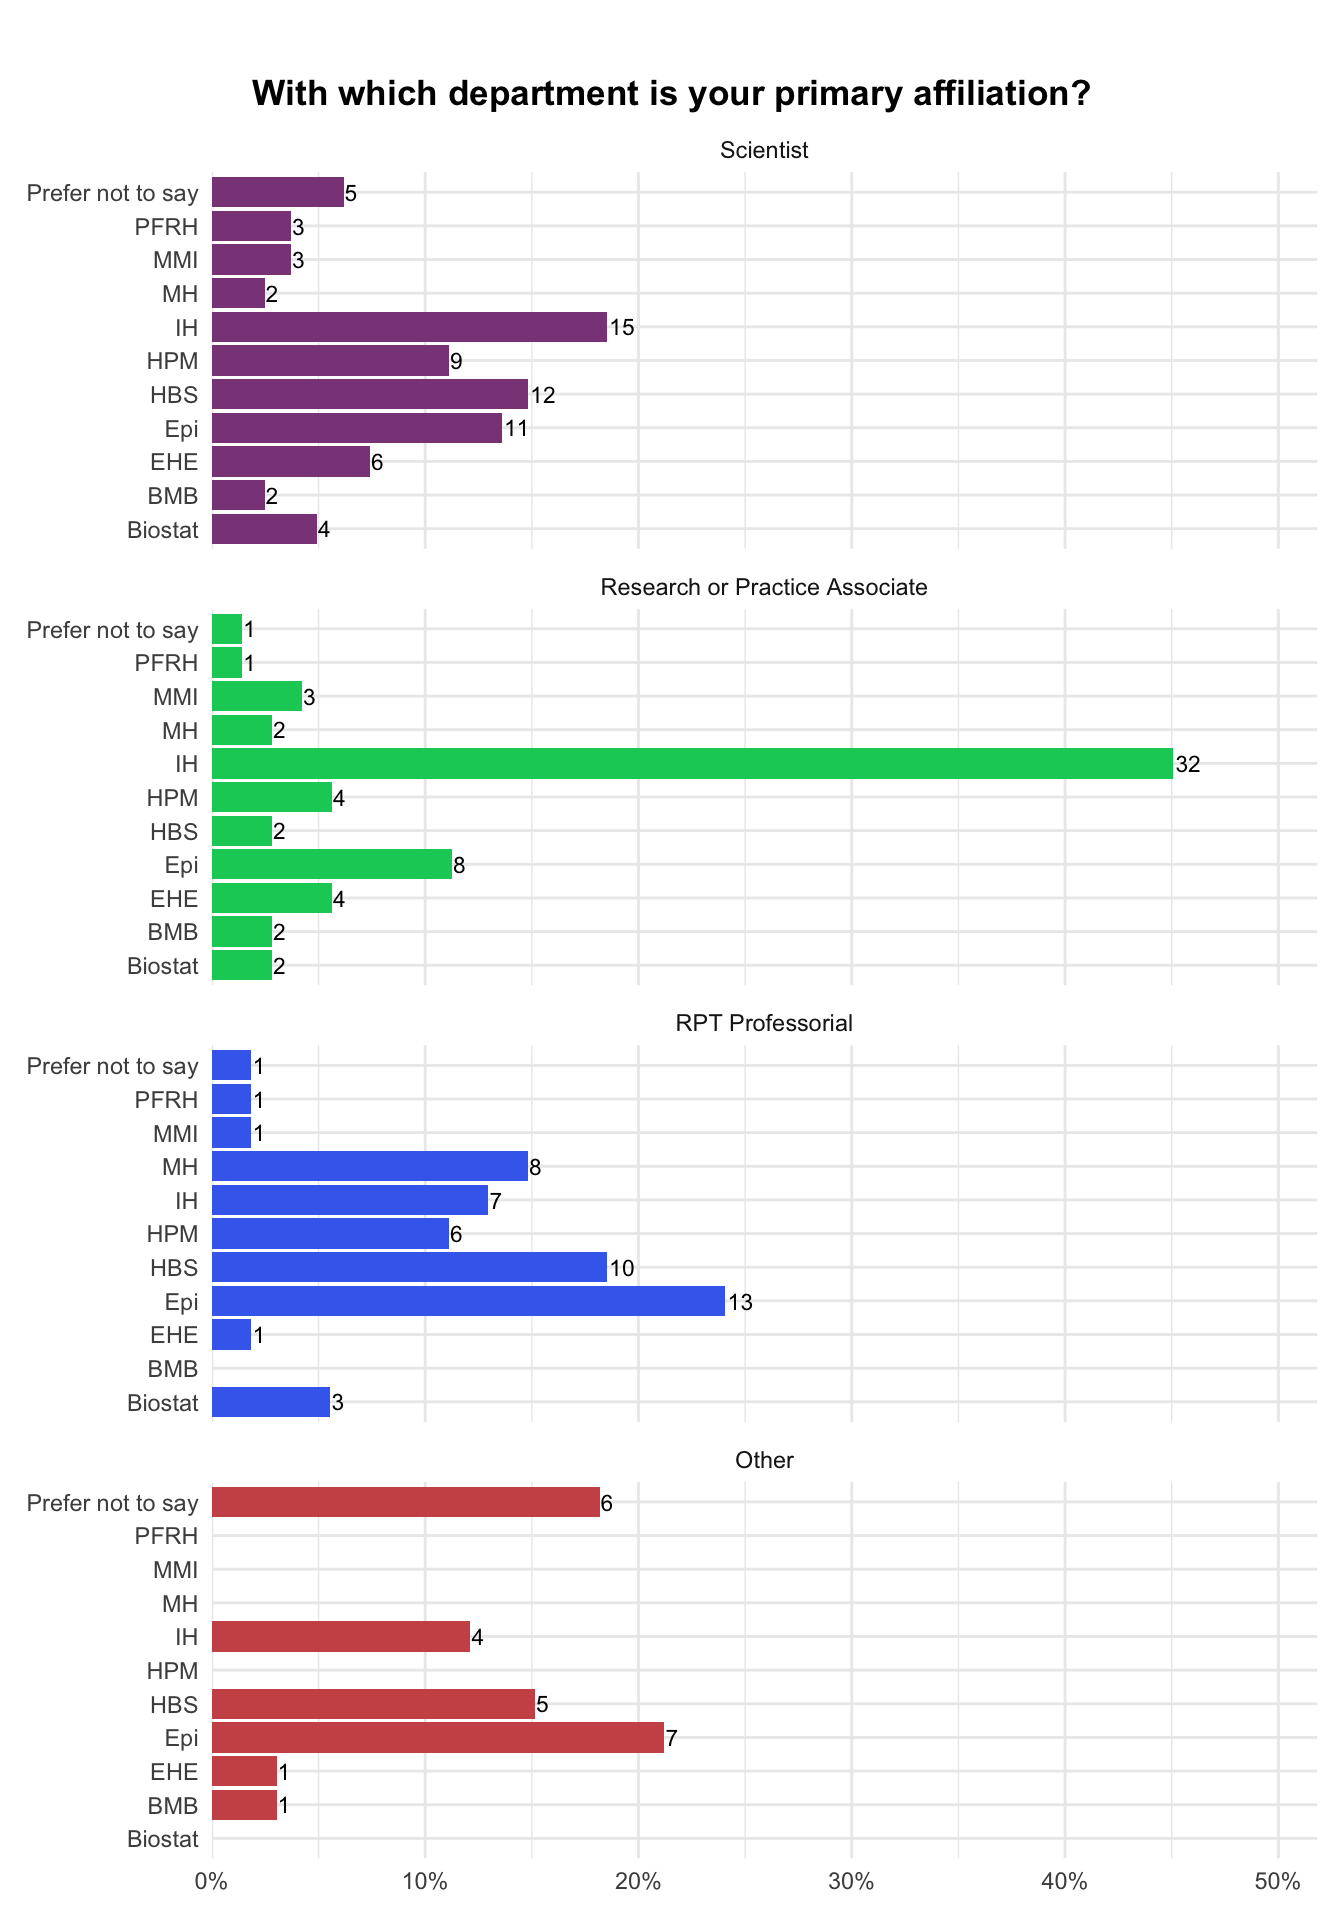 With which department is your primary affiliation?
Scientist
Prefer not to say 5
PFRH 3
MMI 3
MH 2
IH 15
HPM 9
HBS 12
Epi 11
EHE 6
BMB 2
Biostat 4
Research or Practice Associate
Prefer not to say 1
PFRH 1
MMI 3
MH 2
IH 32
HPM 4
HBS 2
Epi 8
EHE 4
BMB 2
Biostat 2
RPT Professorial
Prefer not to say 1
PFRH 1
MMI 1
MH 8
IH 7
HPM 6
HBS 10
Epi 13
EHE 1
BMB
Biostat 3
Other
Prefer not to say 6
PFRH
MMI
MH
IH 4
HPM
HBS 5
Epi 7
EHE 1
BMB 1
Biostat
0% 10% 20% 30% 40% 50%